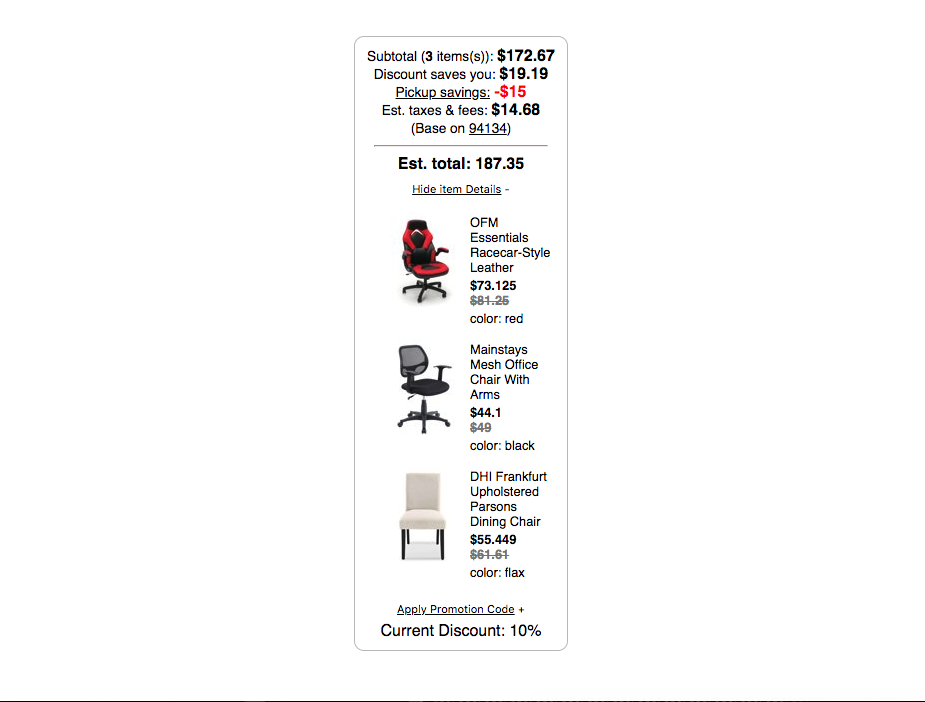 Subtotal (3 items(s)): $172.67
Discount saves you: $19.19
Pickup savings: -$15
Est. taxes & fees: $14.68
(Base on 94134)
Est. total: 187.35
Hide item Details -
OFM
Essentials
Racecar-Style
Leather
$73.125
$81.25
color: red
Mainstays
Mesh Office
Chair With
Arms
$44.1
$49
color: black
DHI Frankfurt
Upholstered
Parsons
Dining Chair
$55.449
$61.61
color: flax
Apply Promotion Code +
Current Discount: 10%